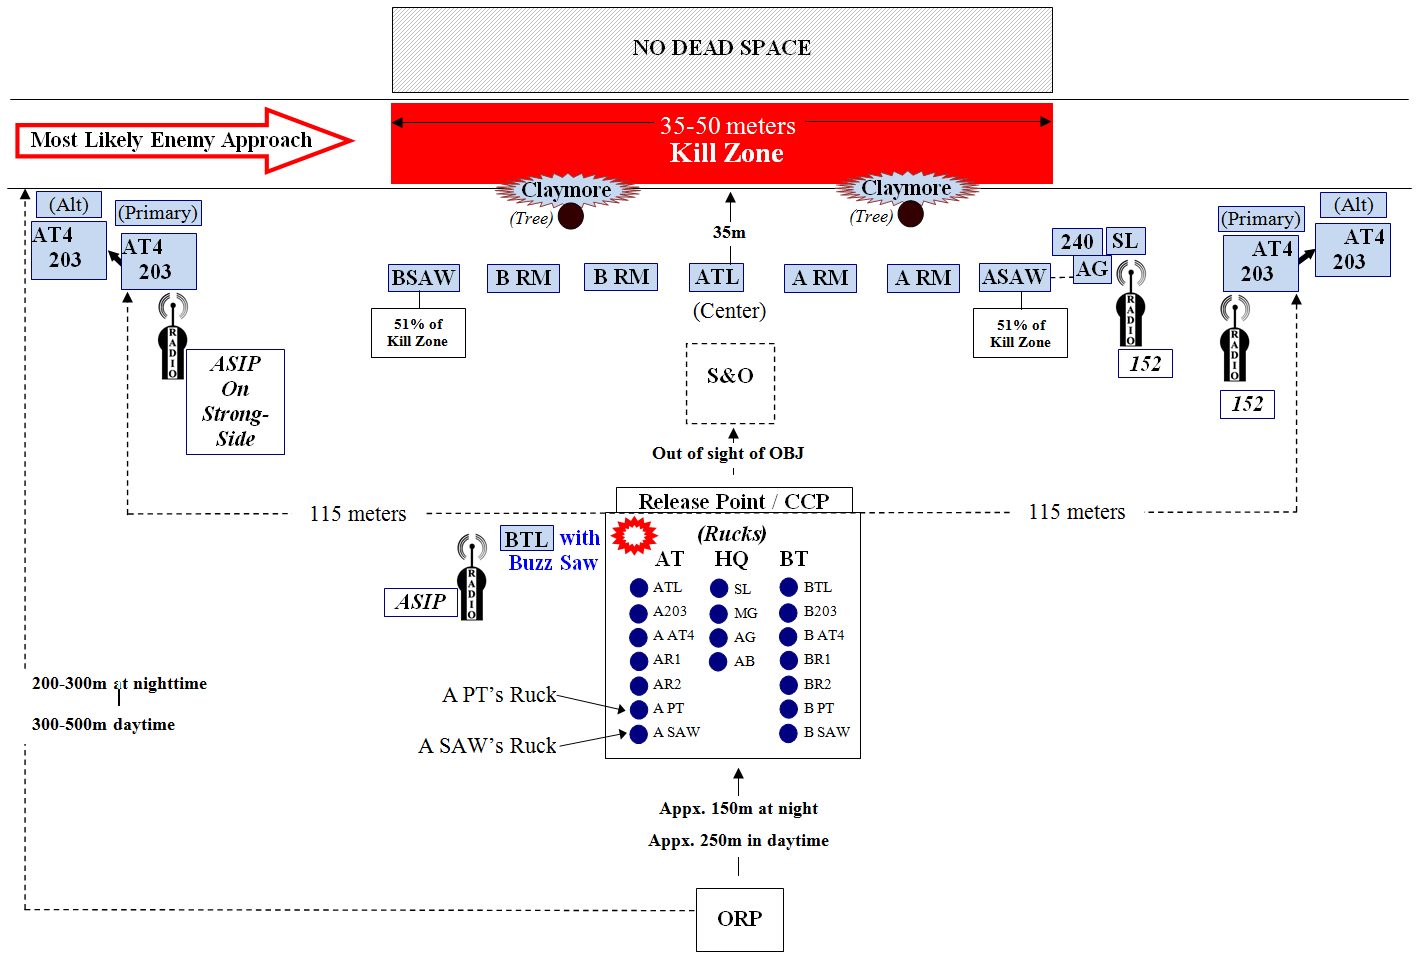 NO DEAD SPACE
Most Likely Enemy Approach
35-50 meters
Kill Zone
Claymore
(Tree)
Claymore
(Tree)
(Alt)
(Primary)
AT4
203
AT4
203
35m
(Primary)
(Alt)
AT4
203
AT4
203
240
SL
AG
BSAW
B RM
B RM
ATL
A RM
A RM
ASAW
(Center)
51% of
Kill Zone
51% of
Kill Zone
RADIO
RADIO
RADIO
152
152
ASIP
On
Strong-
Side
S&O
Out of sight of OBJ
Release Point / CCP
115 meters
115 meters
BTL with
Buzz Saw
RADIO
ASIP
(Rucks)
AT HQ BT
ATL SL BTL
A203 MG B203
A AT4 AG B AT4
AR1 AB BR1
AR2 BR2
A PT B PT
A SAW B SAW
A PT's Ruck
A SAW's Ruck
200-300m at nighttime
300-500m daytime
Appx. 150m at night
Appx. 250m in daytime
ORP